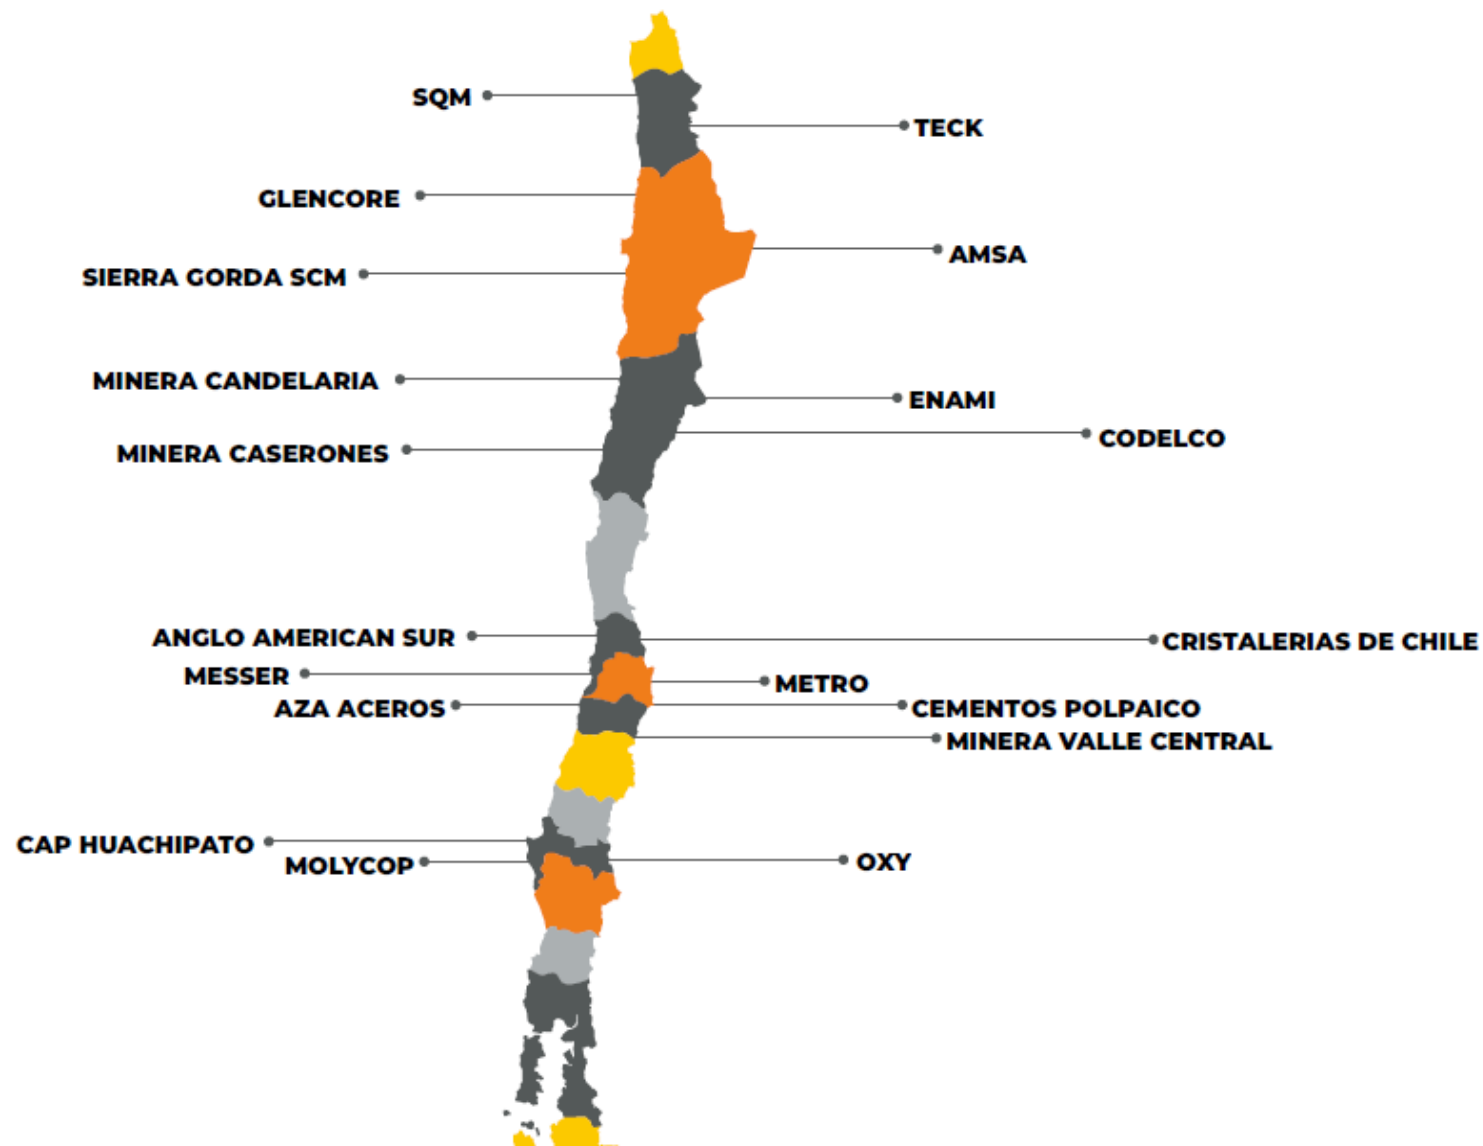 SQM
TECK
GLENCORE
AMSA
SIERRA GORDA SCM
MINERA CANDELARIA
ENAMI
CODELCO
MINERA CASERONES
ANGLO AMERICAN SUR
CRISTALERIAS DE CHILE
MESSER
METRO
AZA ACEROS
CEMENTOS POLPAICO
MINERA VALLE CENTRAL
CAP HUACHIPATO
MOLYCOP
OXY